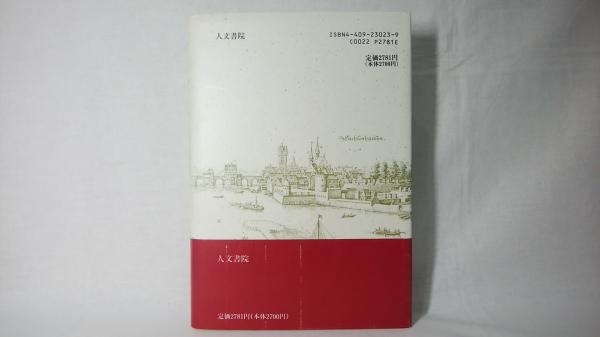 人文書院
ISBN4-409-23023-9
C0022 P2781E
定価2781円
(本体2700円)
人文書院
定価2781円(本体2700円)